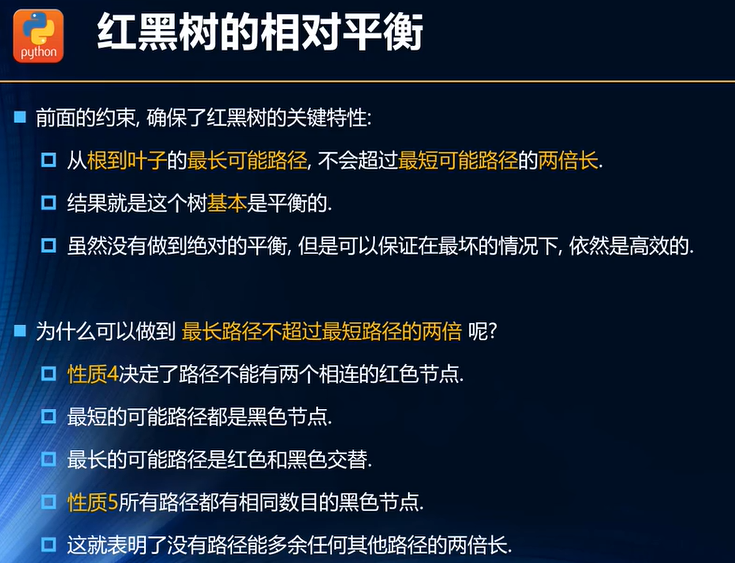 python
红黑树的相对平衡
前面的约束, 确保了红黑树的关键特性:
从根到叶子的最长可能路径, 不会超过最短可能路径的两倍长.
结果就是这个树基本是平衡的.
虽然没有做到绝对的平衡, 但是可以保证在最坏的情况下, 依然是高效的.
为什么可以做到 最长路径不超过最短路径的两倍 呢?
性质4决定了路径不能有两个相连的红色节点.
最短的可能路径都是黑色节点.
最长的可能路径是红色和黑色交替.
性质5所有路径都有相同数目的黑色节点.
这就表明了没有路径能多余任何其他路径的两倍长.